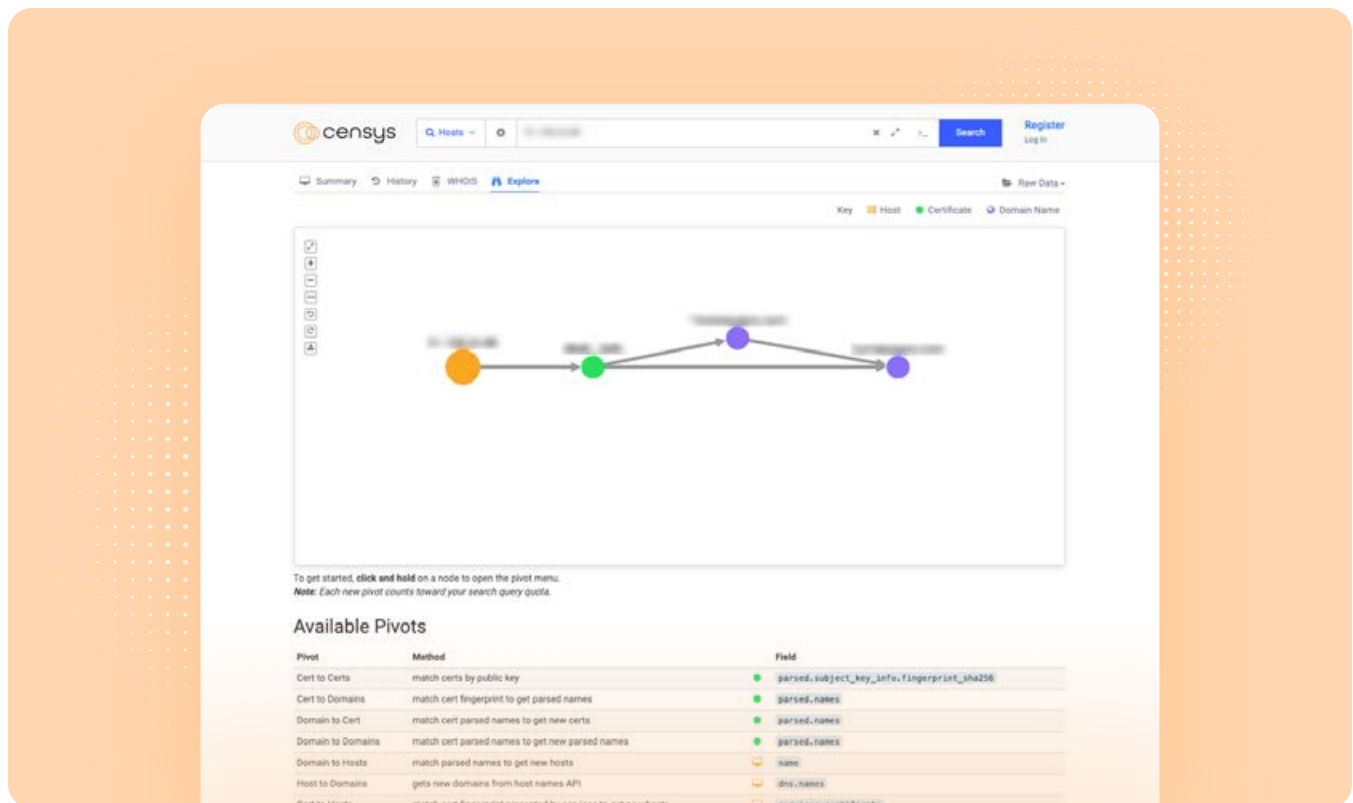 censys
Hosts
Search
Register
Log In
Summary
History
WHOIS
Explore
Raw Data
Key
Host
Certificate
Domain Name
To get started, click and hold on a node to open the pivot menu.
Note: Each new pivot counts toward your search query quota.
Available Pivots
Pivot Method Field
Cert to Certs match certs by public key parsed.subject_key_info.fingerprint_sha256
Cert to Domains match cert fingerprint to get parsed names parsed.names
Domain to Cert match cert parsed names to get new certs parsed.names
Domain to Domains match cert parsed names to get new parsed names parsed.names
Domain to Hosts match parsed names to get new hosts name
Host to Domains gets new domains from host names API dns.names